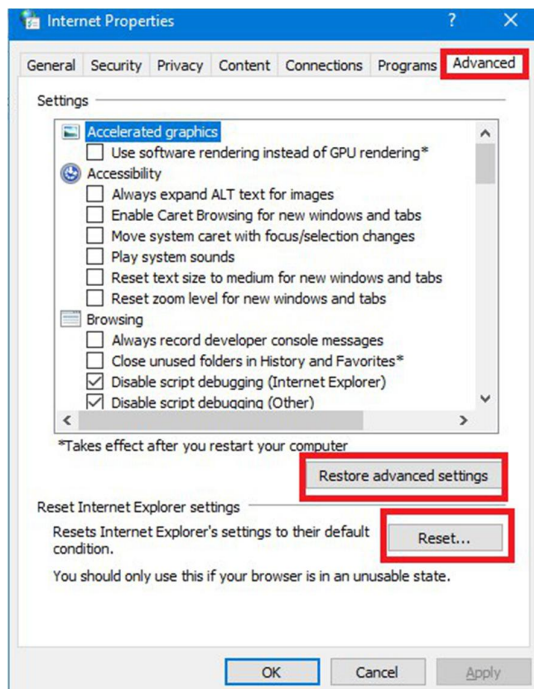 Internet Properties
? X
General Security Privacy Content Connections Programs Advanced
Settings
Accelerated graphics
Use software rendering instead of GPU rendering*
Accessibility
Always expand ALT text for images
Enable Caret Browsing for new windows and tabs
Move system caret with focus/selection changes
Play system sounds
Reset text size to medium for new windows and tabs
Reset zoom level for new windows and tabs
Browsing
Always record developer console messages
Close unused folders in History and Favorites*
Disable script debugging (Internet Explorer)
Disable script debugging (Other)
*Takes effect after you restart your computer
Restore advanced settings
Reset Internet Explorer settings
Resets Internet Explorer's settings to their default
condition.
Reset...
You should only use this if your browser is in an unusable state.
OK Cancel Apply